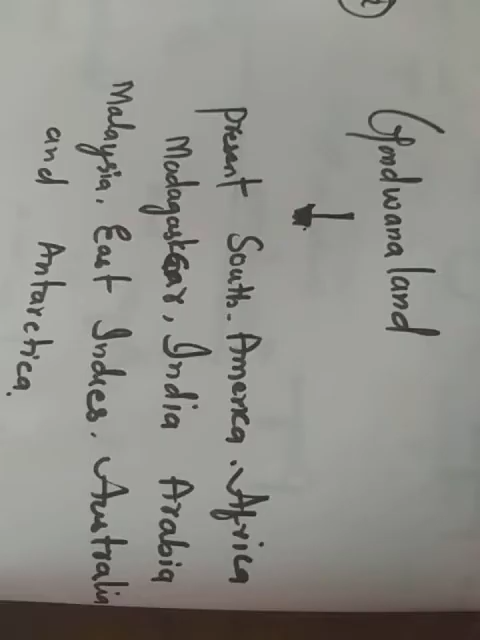 Gondwanaland
↓
Present South-America, Africa
Madagaskar, India Arabia
Malaysia, East Indies, Australia
and Antarctica.